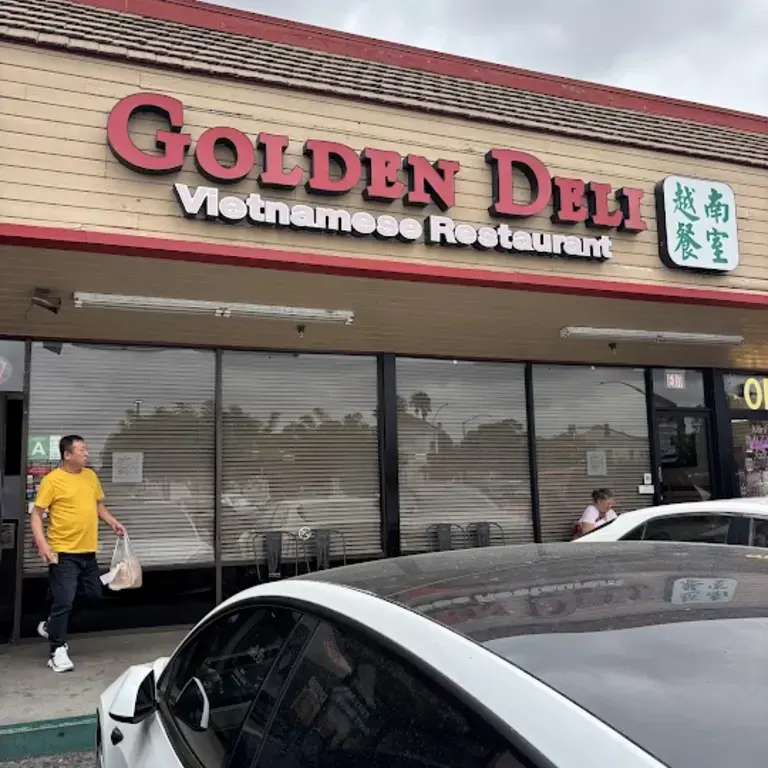 GOLDEN DELI
Vietnamese Restaurant
越南
餐室
A